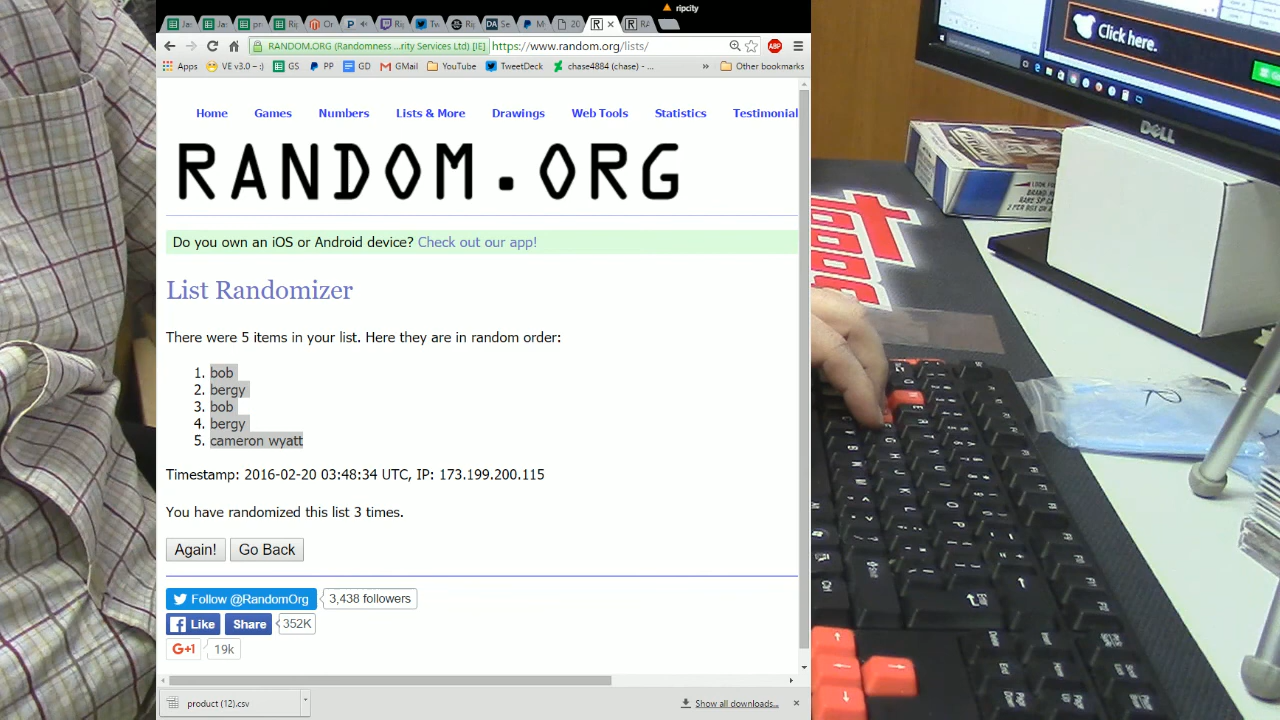 ripcity
RANDOM.ORG (Randomness ...rity Services Ltd) [IE]
https://www.random.org/lists/
Apps
VE v3.0 – :)
GS
PP
GD
GMail
YouTube
TweetDeck
chase4884 (chase) - ...
»
Other bookmarks
Home Games Numbers Lists & More Drawings Web Tools Statistics Testimonial
RANDOM.ORG
Do you own an iOS or Android device? Check out our app!
List Randomizer
There were 5 items in your list. Here they are in random order:
1. bob
2. bergy
3. bob
4. bergy
5. cameron wyatt
Timestamp: 2016-02-20 03:48:34 UTC, IP: 173.199.200.115
You have randomized this list 3 times.
Again! Go Back
Follow @RandomOrg 3,438 followers
Like Share 352K
G+1 19k
product (12).csv
Show all downloads...
Click here.
DELL